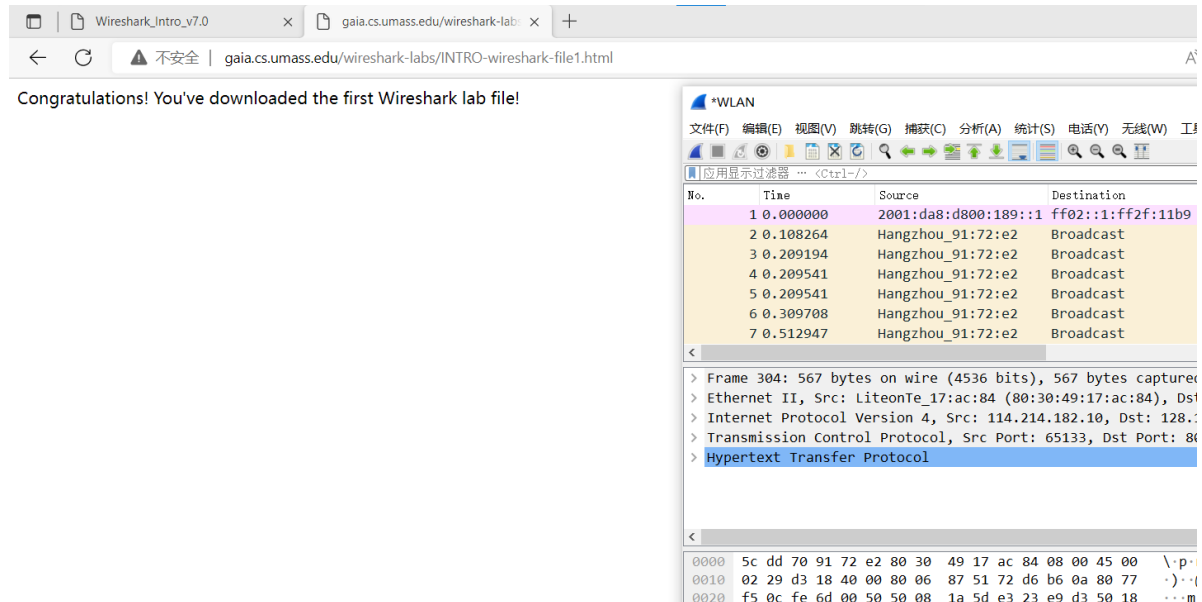 Wireshark_Intro_v7.0
gaia.cs.umass.edu/wireshark-labs
不安全 | gaia.cs.umass.edu/wireshark-labs/INTRO-wireshark-file1.html
Congratulations! You've downloaded the first Wireshark lab file!
*WLAN
文件(F) 编辑(E) 视图(V) 跳转(G) 捕获(C) 分析(A) 统计(S) 电话(Y) 无线(W)
应用显示过滤器 … <Ctrl-/>
No. Time Source Destination
1 0.000000 2001:da8:d800:189::1 ff02::1:ff2f:11b9
2 0.108264 Hangzhou_91:72:e2 Broadcast
3 0.209194 Hangzhou_91:72:e2 Broadcast
4 0.209541 Hangzhou_91:72:e2 Broadcast
5 0.209541 Hangzhou_91:72:e2 Broadcast
6 0.309708 Hangzhou_91:72:e2 Broadcast
7 0.512947 Hangzhou_91:72:e2 Broadcast
Frame 304: 567 bytes on wire (4536 bits), 567 bytes captured
Ethernet II, Src: LiteonTe_17:ac:84 (80:30:49:17:ac:84), Dst
Internet Protocol Version 4, Src: 114.214.182.10, Dst: 128.1
Transmission Control Protocol, Src Port: 65133, Dst Port: 80
Hypertext Transfer Protocol
0000 5c dd 70 91 72 e2 80 30 49 17 ac 84 08 00 45 00 \·p·
0010 02 29 d3 18 40 00 80 06 87 51 72 d6 b6 0a 80 77 ·)··
0020 f5 0c fe 6d 00 50 50 08 1a 5d e3 23 e9 d3 50 18 ···m